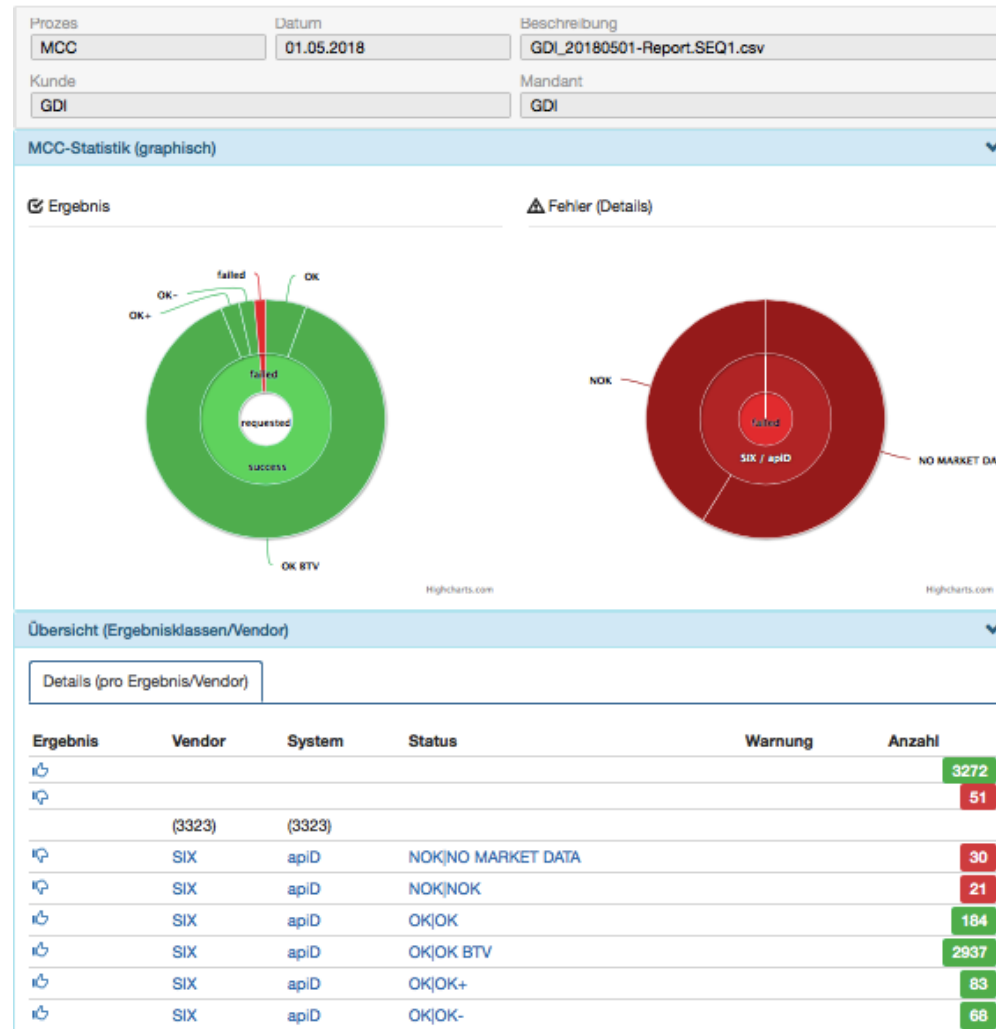 Prozes Datum Beschreibung
MCC 01.05.2018 GDI_20180501-Report.SEQ1.csv
Kunde Mandant
GDI GDI
MCC-Statistik (graphisch)
Ergebnis Fehler (Details)
failed OK
OK-
OK+
failed
requested
success
OK BTV
NOK
failed
SIX / apiD
NO MARKET DA
Highcharts.com Highcharts.com
Übersicht (Ergebnisklassen/Vendor)
Details (pro Ergebnis/Vendor)
Ergebnis Vendor System Status Warnung Anzahl
3272
51
(3323) (3323)
SIX apiD NOK|NO MARKET DATA 30
SIX apiD NOK|NOK 21
SIX apiD OK|OK 184
SIX apiD OK|OK BTV 2937
SIX apiD OK|OK+ 83
SIX apiD OK|OK- 68